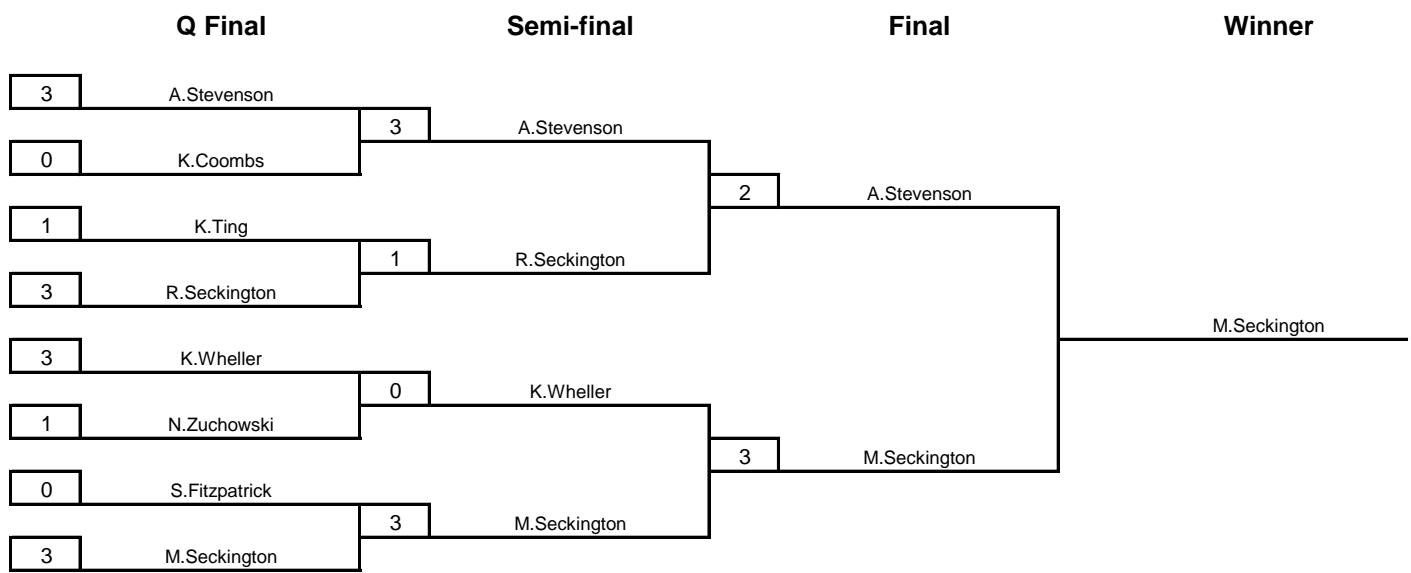 Q Final Semi-final Final Winner
3 A.Stevenson
3 A.Stevenson
0 K.Coombs
2 A.Stevenson
1 K.Ting
1 R.Seckington
3 R.Seckington
M.Seckington
3 K.Wheller
0 K.Wheller
1 N.Zuchowski
3 M.Seckington
0 S.Fitzpatrick
3 M.Seckington
3 M.Seckington